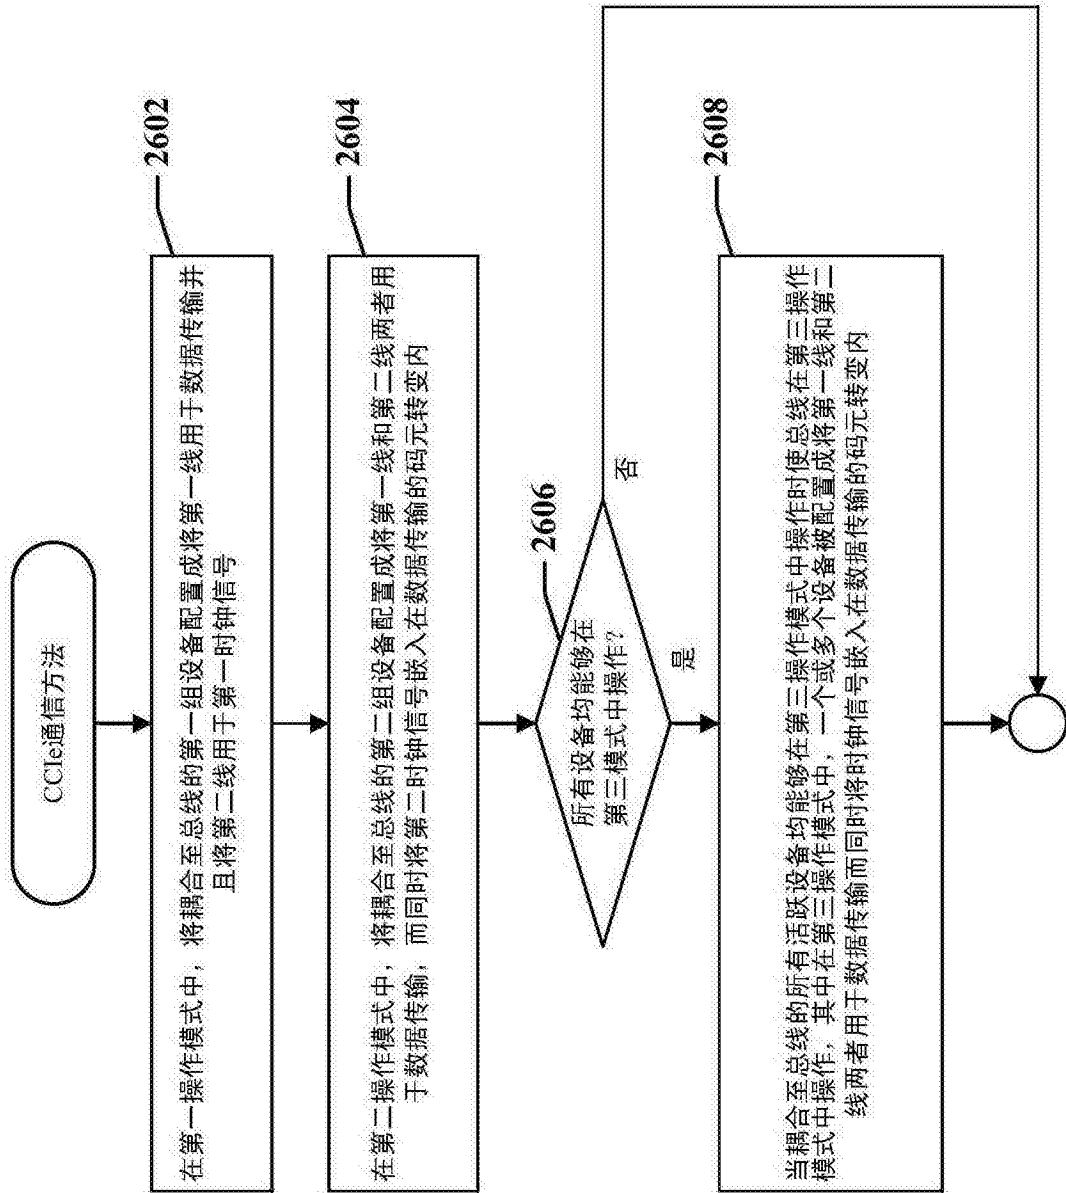 CCIe通信方法
2602
在第一操作模式中，将耦合至总线的第一组设备配置成将第一线用于数据传输并
且将第二线用于第一时钟信号
2604
在第二操作模式中，将耦合至总线的第二组设备配置成将第一线和第二线两者用
于数据传输，而同时将第二时钟信号嵌入在数据传输的码元转变内
2606
所有设备均能够在
第三模式中操作？
否
是
2608
当耦合至总线的所有活跃设备均能够在第三操作模式中操作时使总线在第三操作
模式中操作，其中在第三操作模式中，一个或多个设备被配置成将第一线和第二
线两者用于数据传输而同时将时钟信号嵌入在数据传输的码元转变内